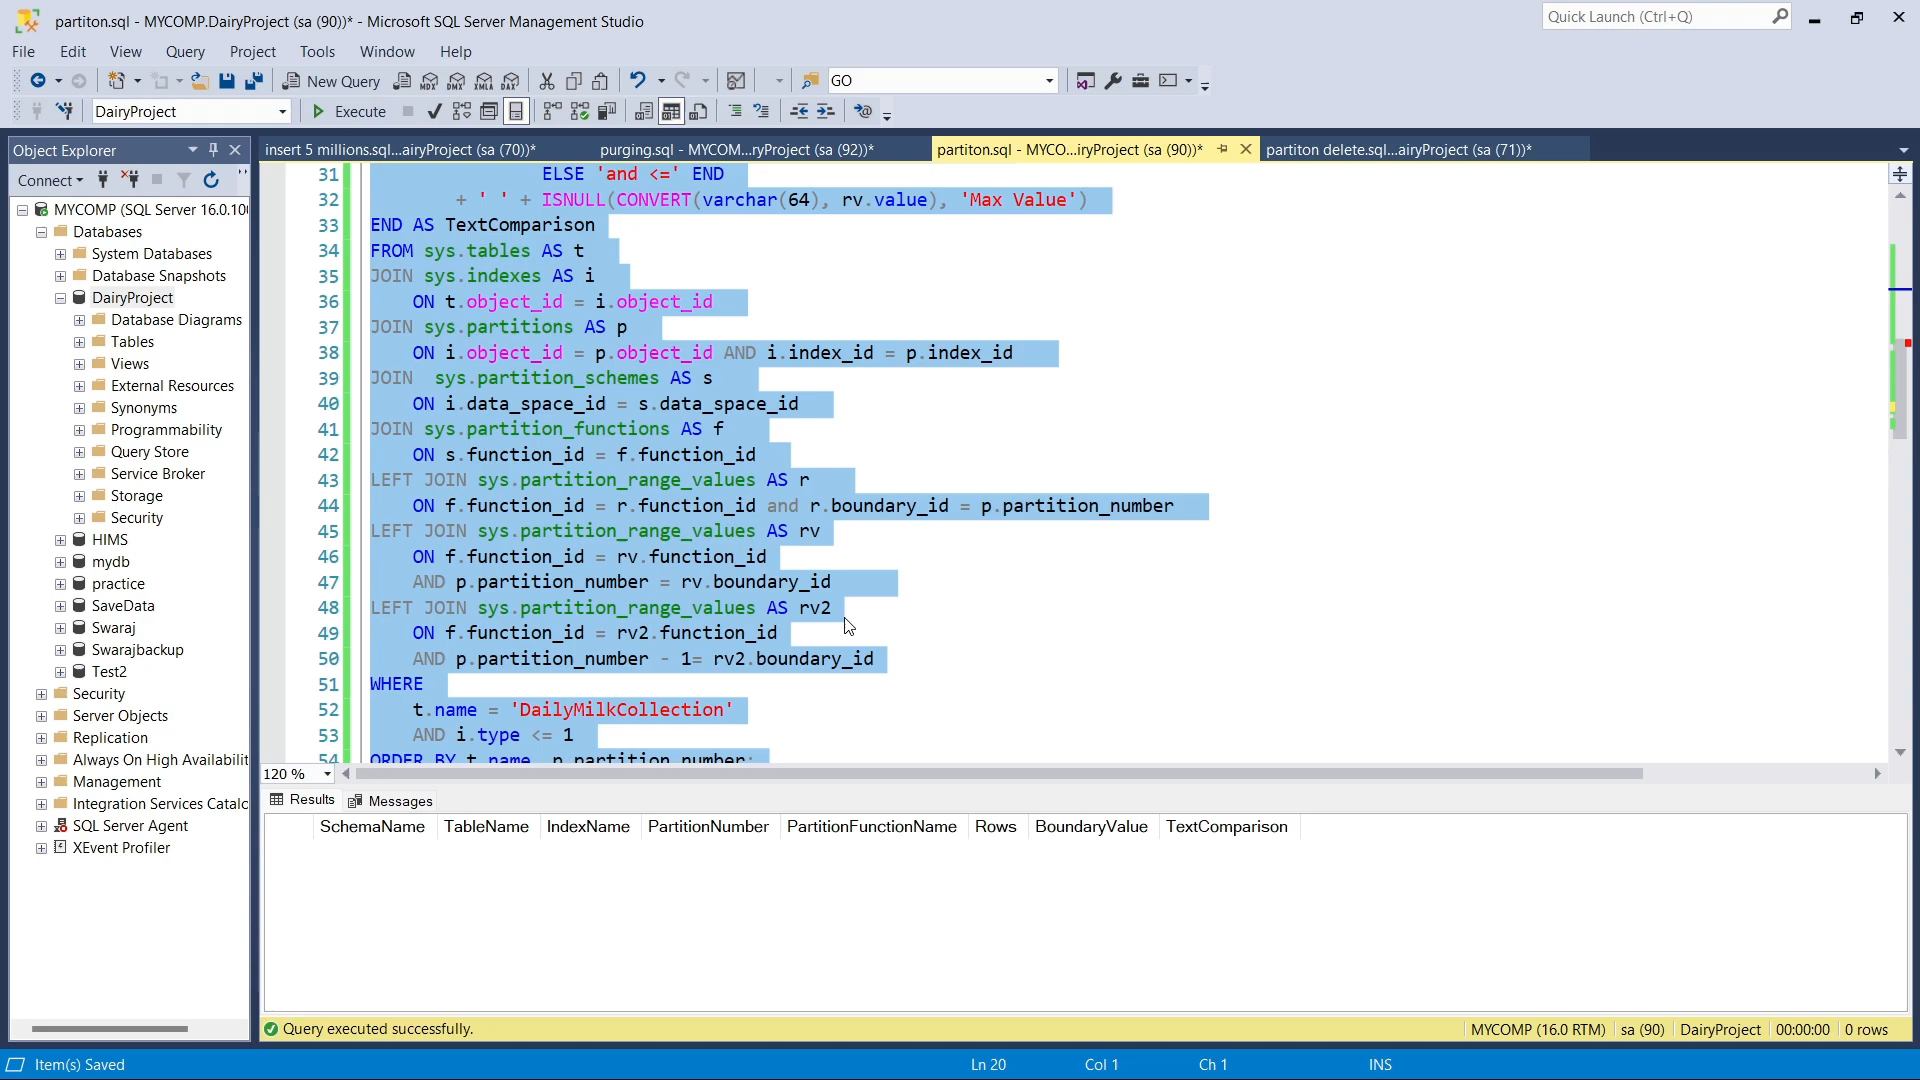 partiton.sql - MYCOMP.DairyProject (sa (90))* - Microsoft SQL Server Management Studio
Quick Launch (Ctrl+Q)
File Edit View Query Project Tools Window Help
New Query MDX DMX XMLA DAX GO
DairyProject Execute
Object Explorer
insert 5 millions.sql...airyProject (sa (70))* purging.sql - MYCOM...ryProject (sa (92))* partiton.sql - MYCO...iryProject (sa (90))* partiton delete.sql...airyProject (sa (71))*
Connect
MYCOMP (SQL Server 16.0.10
Databases
System Databases
Database Snapshots
DairyProject
Database Diagrams
Tables
Views
External Resources
Synonyms
Programmability
Query Store
Service Broker
Storage
Security
HIMS
mydb
practice
SaveData
Swaraj
Swarajbackup
Test2
Security
Server Objects
Replication
Always On High Availabilit
Management
Integration Services Catalo
SQL Server Agent
XEvent Profiler
31 ELSE 'and <=' END
32 + ' ' + ISNULL(CONVERT(varchar(64), rv.value), 'Max Value')
33 END AS TextComparison
34 FROM sys.tables AS t
35 JOIN sys.indexes AS i
36 ON t.object_id = i.object_id
37 JOIN sys.partitions AS p
38 ON i.object_id = p.object_id AND i.index_id = p.index_id
39 JOIN  sys.partition_schemes AS s
40 ON i.data_space_id = s.data_space_id
41 JOIN sys.partition_functions AS f
42 ON s.function_id = f.function_id
43 LEFT JOIN sys.partition_range_values AS r
44 ON f.function_id = r.function_id and r.boundary_id = p.partition_number
45 LEFT JOIN sys.partition_range_values AS rv
46 ON f.function_id = rv.function_id
47 AND p.partition_number = rv.boundary_id
48 LEFT JOIN sys.partition_range_values AS rv2
49 ON f.function_id = rv2.function_id
50 AND p.partition_number - 1= rv2.boundary_id
51 WHERE
52 t.name = 'DailyMilkCollection'
53 AND i.type <= 1
54 ORDER BY t.name, p.partition_number;
120 %
Results Messages
SchemaName TableName IndexName PartitionNumber PartitionFunctionName Rows BoundaryValue TextComparison
Query executed successfully. MYCOMP (16.0 RTM) sa (90) DairyProject 00:00:00 0 rows
Item(s) Saved Ln 20 Col 1 Ch 1 INS